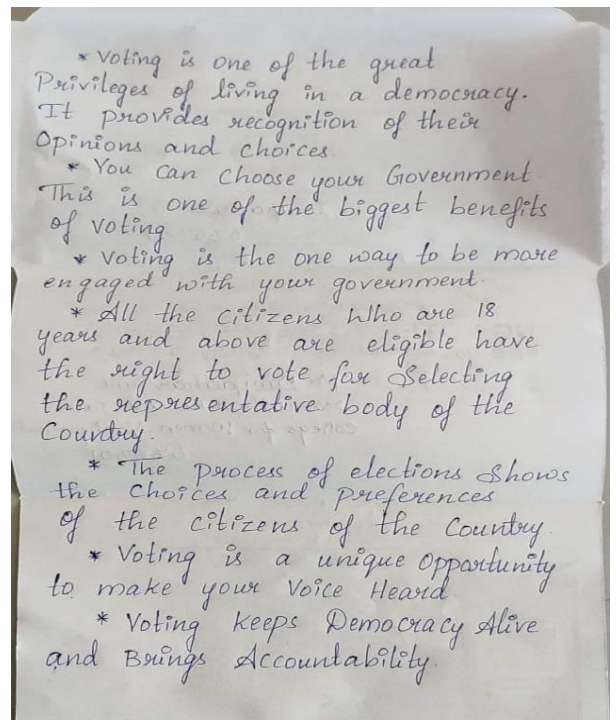 * Voting is one of the great
Privileges of living in a democracy.
It provides recognition of their
Opinions and choices.
* You can choose your Government
This is one of the biggest benefits
of voting
* voting is the one way to be more
engaged with your government.
* All the citizens who are 18
years and above are eligible have
the right to vote for Selecting
the representative body of the
Country.
* The process of elections Shows
the choices and preferences
of the citizens of the Country.
* Voting is a unique Opportunity
to make your Voice Heard
* Voting keeps Democracy Alive
and Brings Accountability.